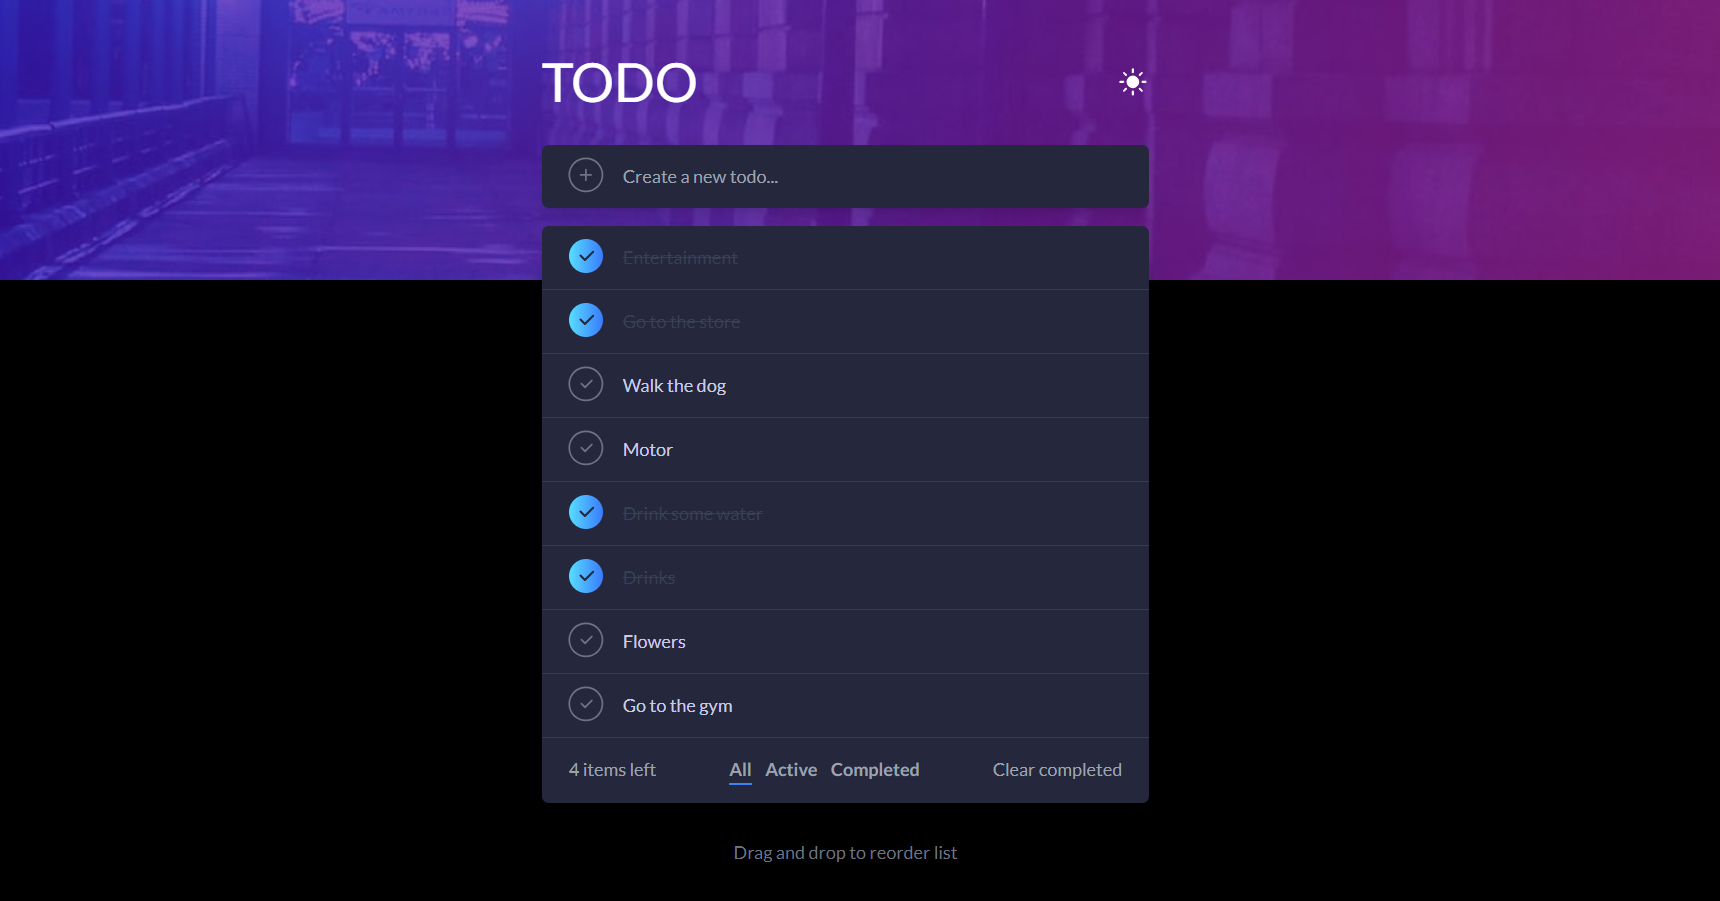 TODO
Create a new todo...
Entertainment
Go to the store
Walk the dog
Motor
Drink some water
Drinks
Flowers
Go to the gym
4 items left All Active Completed Clear completed
Drag and drop to reorder list